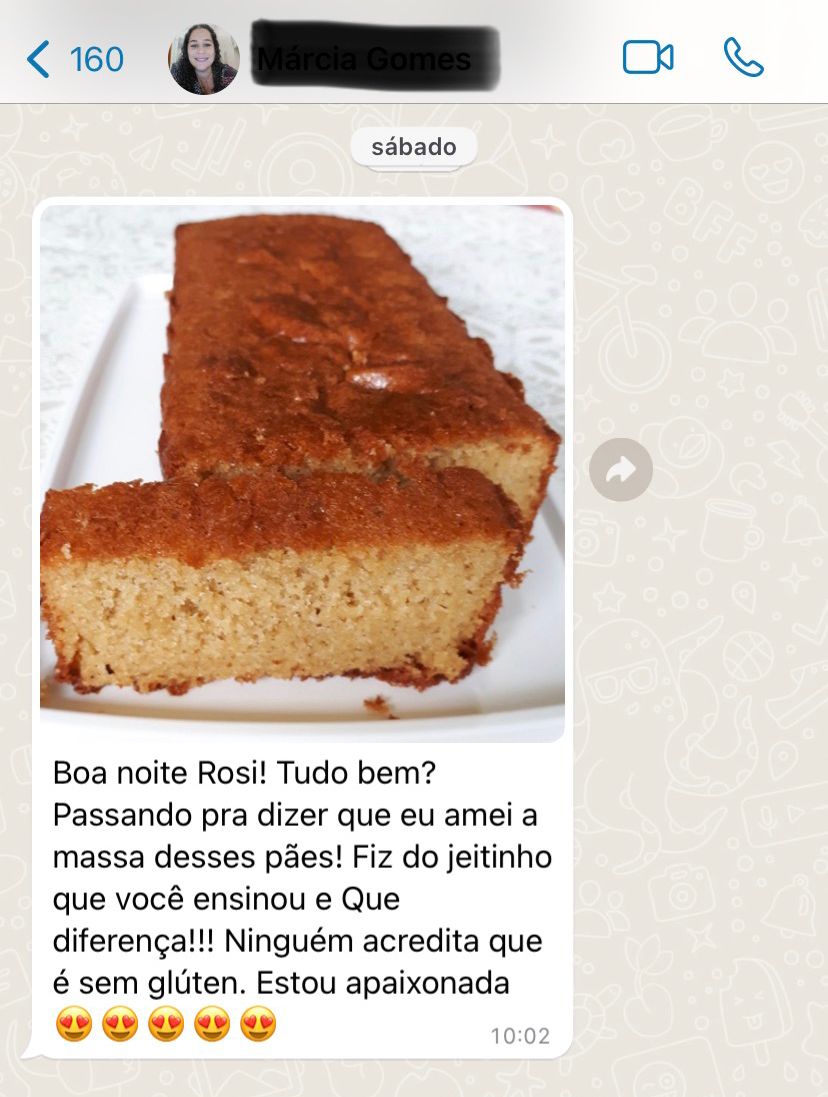 160
Márcia Gomes
sábado
Boa noite Rosi! Tudo bem?
Passando pra dizer que eu amei a
massa desses pães! Fiz do jeitinho
que você ensinou e Que
diferença!!! Ninguém acredita que
é sem glúten. Estou apaixonada
😍😍😍😍😍
10:02